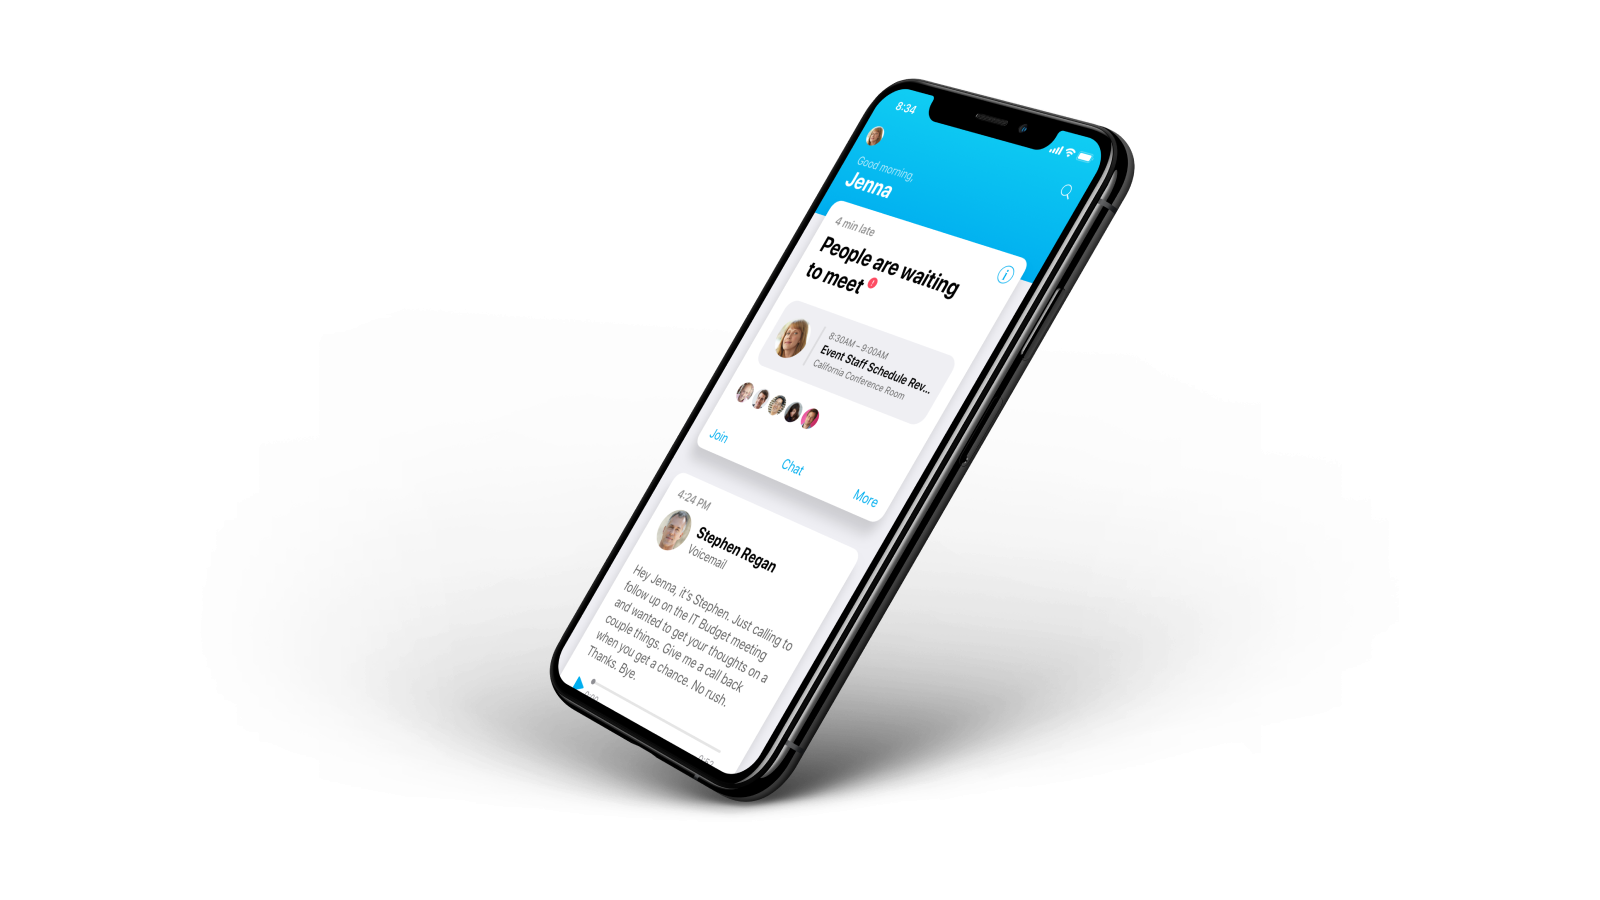 8:34
Good morning,
Jenna
4 min late
People are waiting
to meet
8:30AM – 9:00AM
Event Staff Schedule Rev...
California Conference Room
Join
Chat
More
4:24 PM
Stephen Regan
Voicemail
Hey Jenna, it's Stephen. Just calling to
follow up on the IT Budget meeting
and wanted to get your thoughts on a
couple things. Give me a call back
when you get a chance. No rush.
Thanks. Bye.